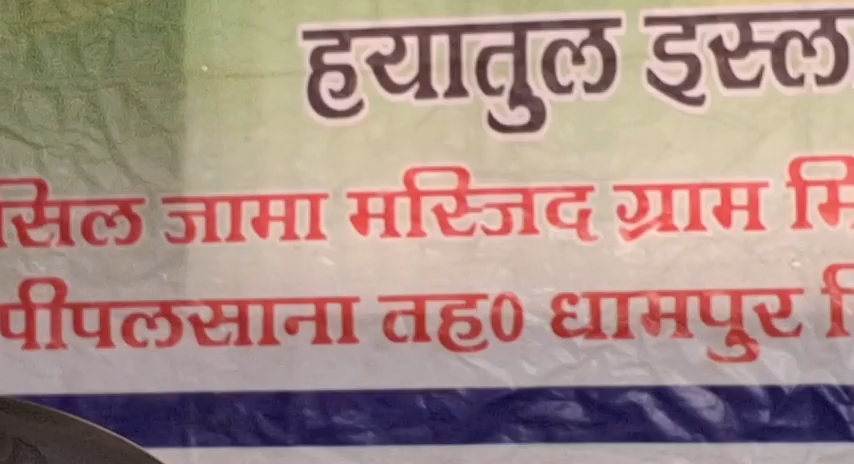 हयातुल इस्ल
सिल जामा मस्जिद ग्राम मि
पीपलसाना तह0 धामपुर